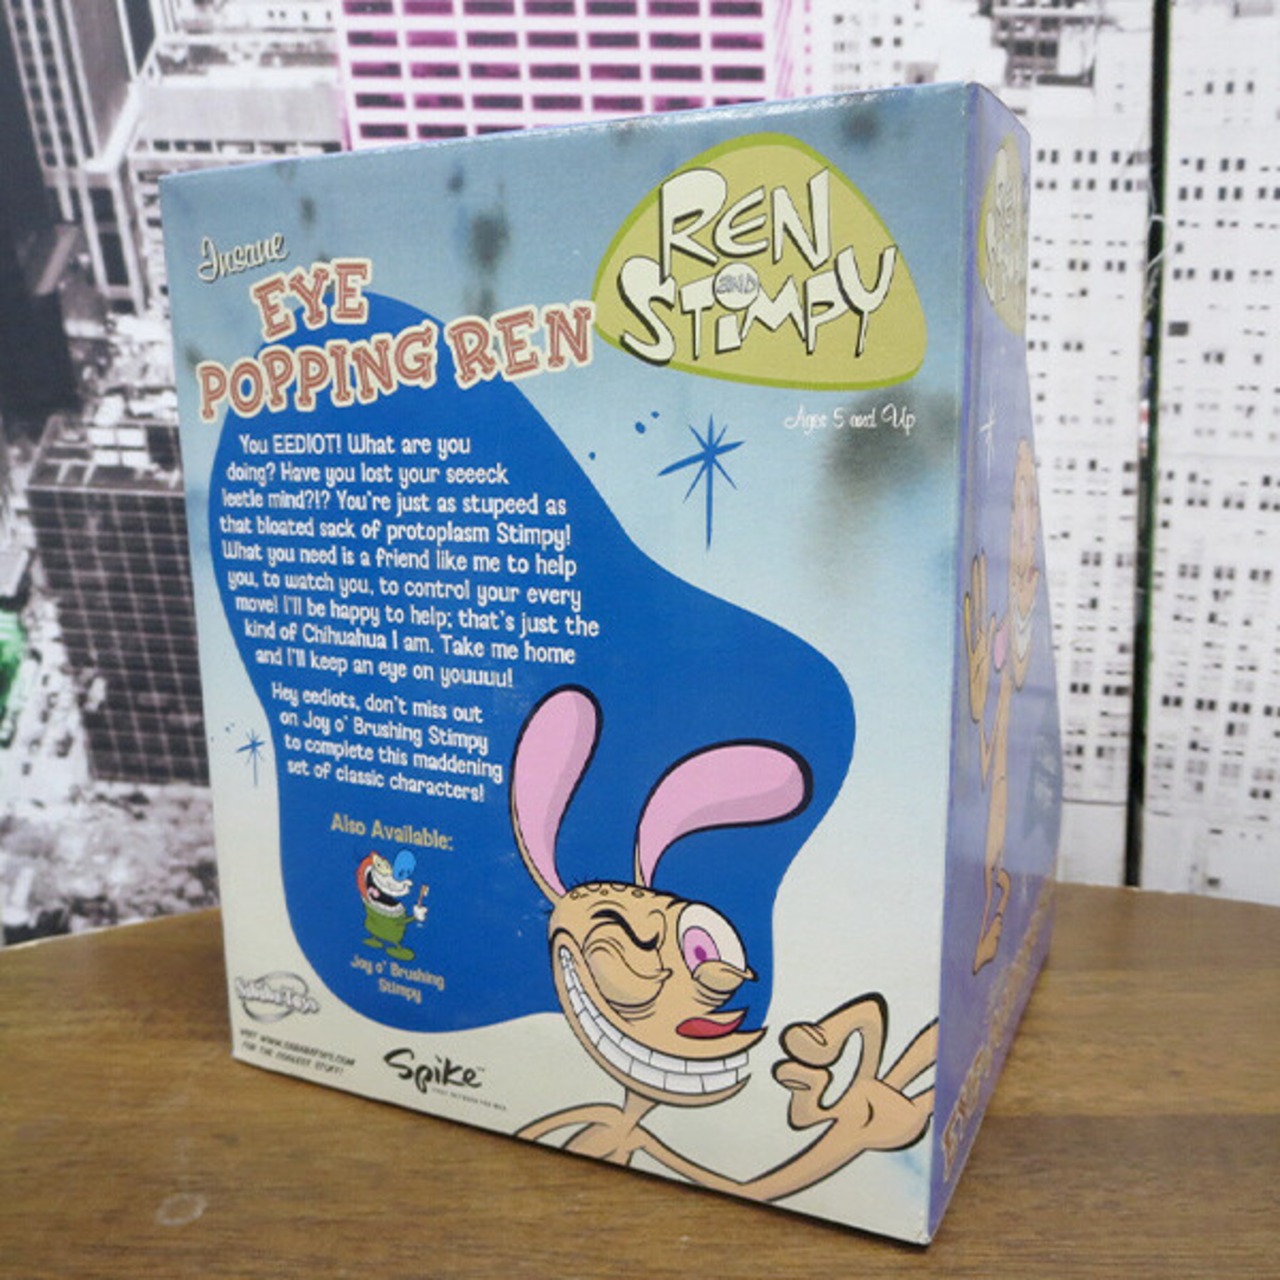 Insane
EYE
POPPING REN
REN
AND
STiMPY
Ages 5 and Up
You EEDIOT! What are you
doing? Have you lost your seeeck
leetle mind?!? You're just as stupeed as
that bloated sack of protoplasm Stimpy!
What you need is a friend like me to help
you, to watch you, to control your every
move! I'll be happy to help; that's just the
kind of Chihuahua I am. Take me home
and I'll keep an eye on youuuu!
Hey eediots, don't miss out
on Joy o' Brushing Stimpy
to complete this maddening
set of classic characters!
Also Available:
Joy o' Brushing
Stimpy
FOR THE COOLEST STUFF!
Spike™